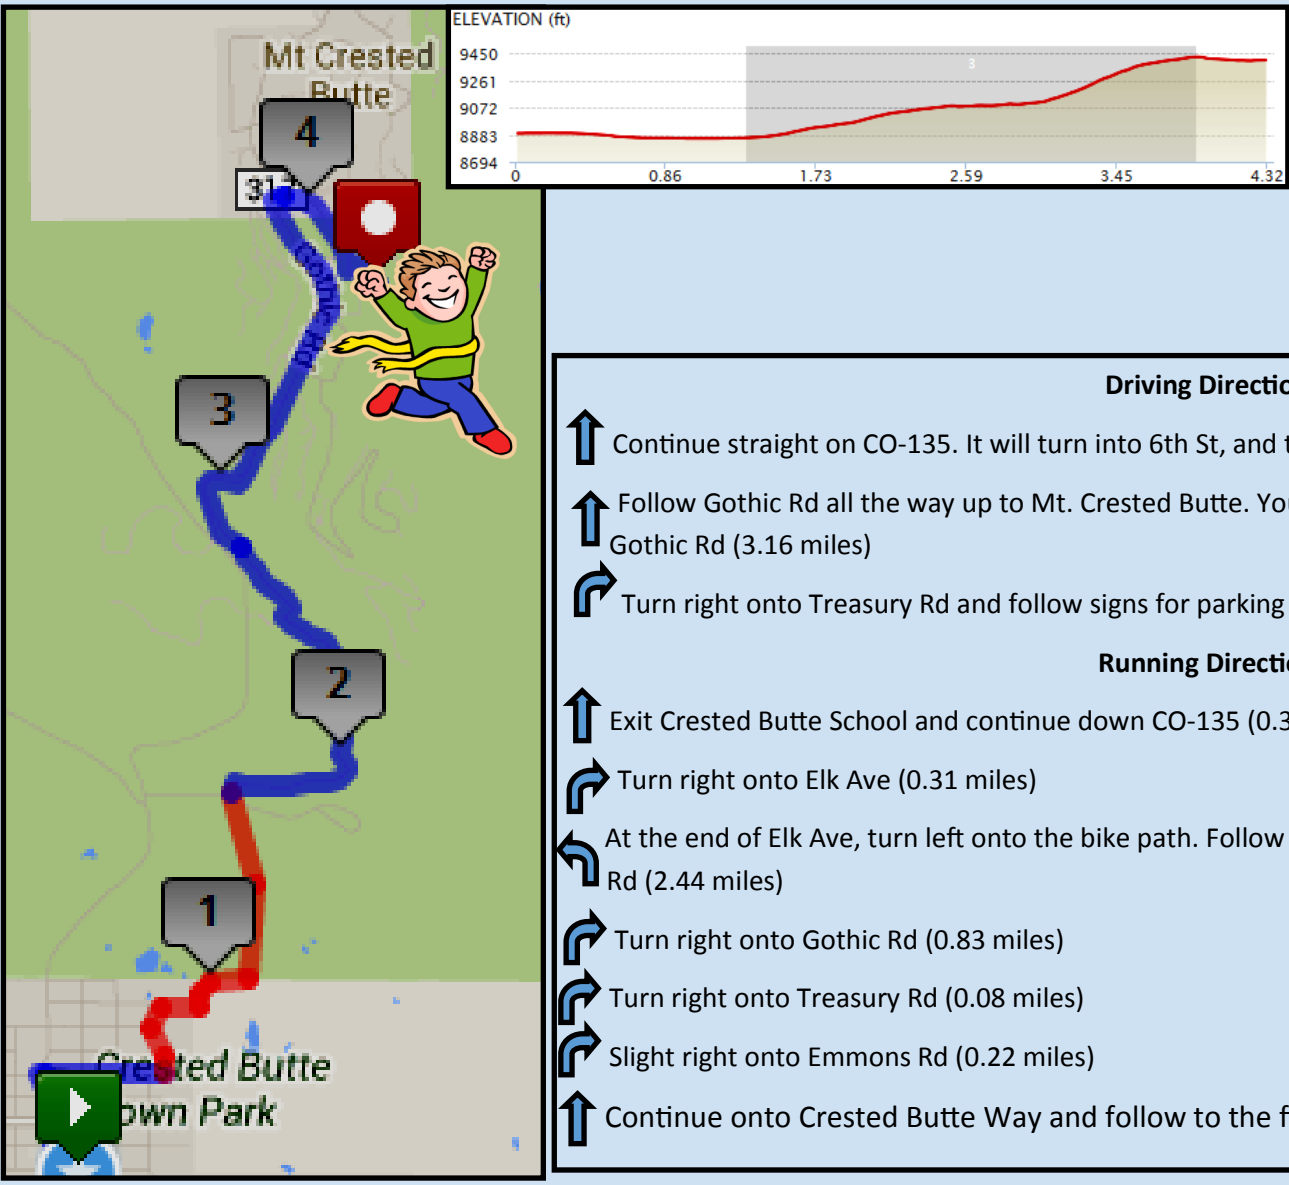 ELEVATION (ft)
9450
9261
9072
8883
8694
3
0 0.86 1.73 2.59 3.45 4.32
Mt Crested
Butte
4
317
Gothic Rd
3
2
1
Crested Butte
Town Park
Driving Directio
Continue straight on CO-135. It will turn into 6th St, and t
Follow Gothic Rd all the way up to Mt. Crested Butte. You
Gothic Rd (3.16 miles)
Turn right onto Treasury Rd and follow signs for parking
Running Directio
Exit Crested Butte School and continue down CO-135 (0.3
Turn right onto Elk Ave (0.31 miles)
At the end of Elk Ave, turn left onto the bike path. Follow
Rd (2.44 miles)
Turn right onto Gothic Rd (0.83 miles)
Turn right onto Treasury Rd (0.08 miles)
Slight right onto Emmons Rd (0.22 miles)
Continue onto Crested Butte Way and follow to the f